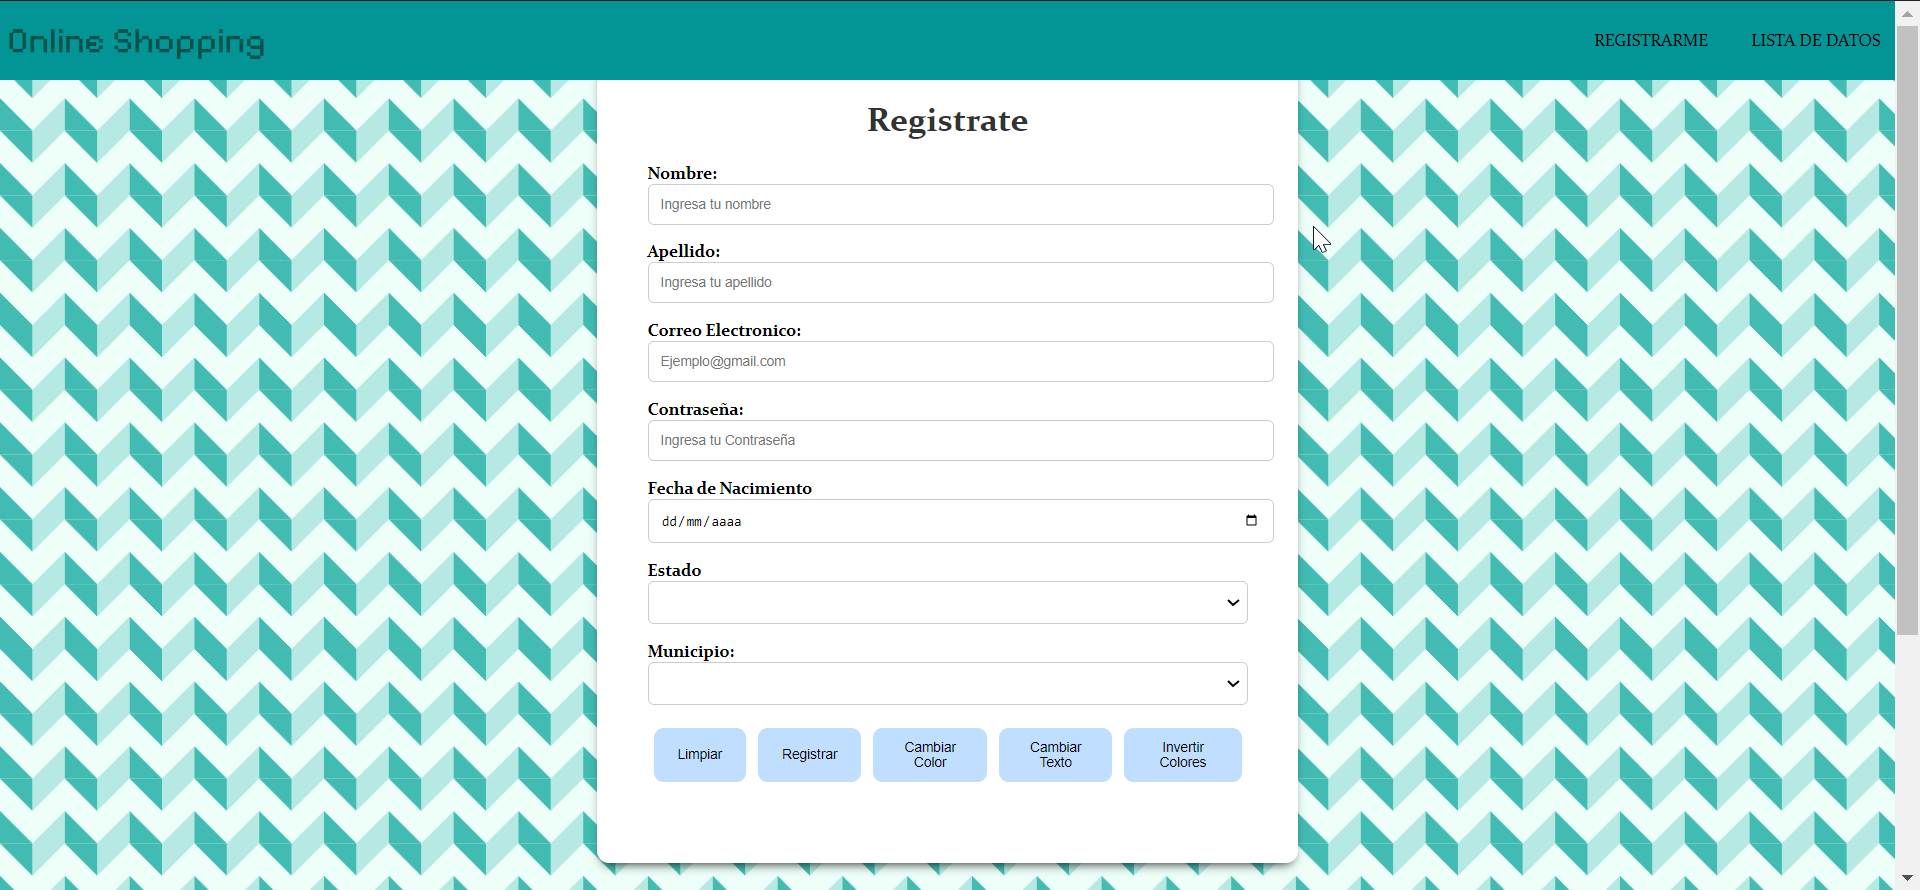 Online Shopping
REGISTRARME
LISTA DE DATOS
Registrate
Nombre:
Ingresa tu nombre
Apellido:
Ingresa tu apellido
Correo Electronico:
Ejemplo@gmail.com
Contraseña:
Ingresa tu Contraseña
Fecha de Nacimiento
dd/mm/aaaa
Estado
Municipio:
Limpiar
Registrar
Cambiar
Color
Cambiar
Texto
Invertir
Colores